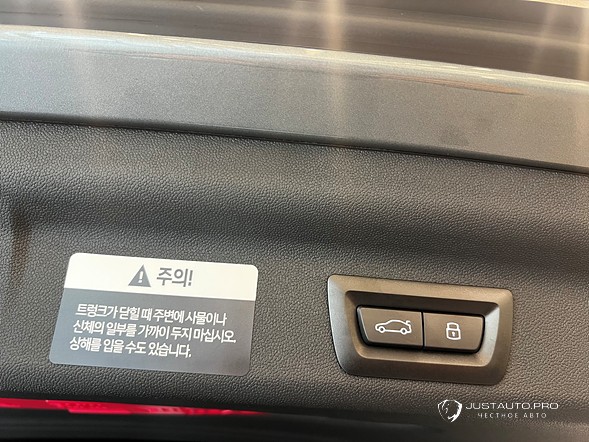 주의!
트렁크가 닫힐 때 주변에 사물이나
신체의 일부를 가까이 두지 마십시오.
상해를 입을 수도 있습니다.
JUSTAUTO.PRO
ЧЕСТНОЕ АВТО